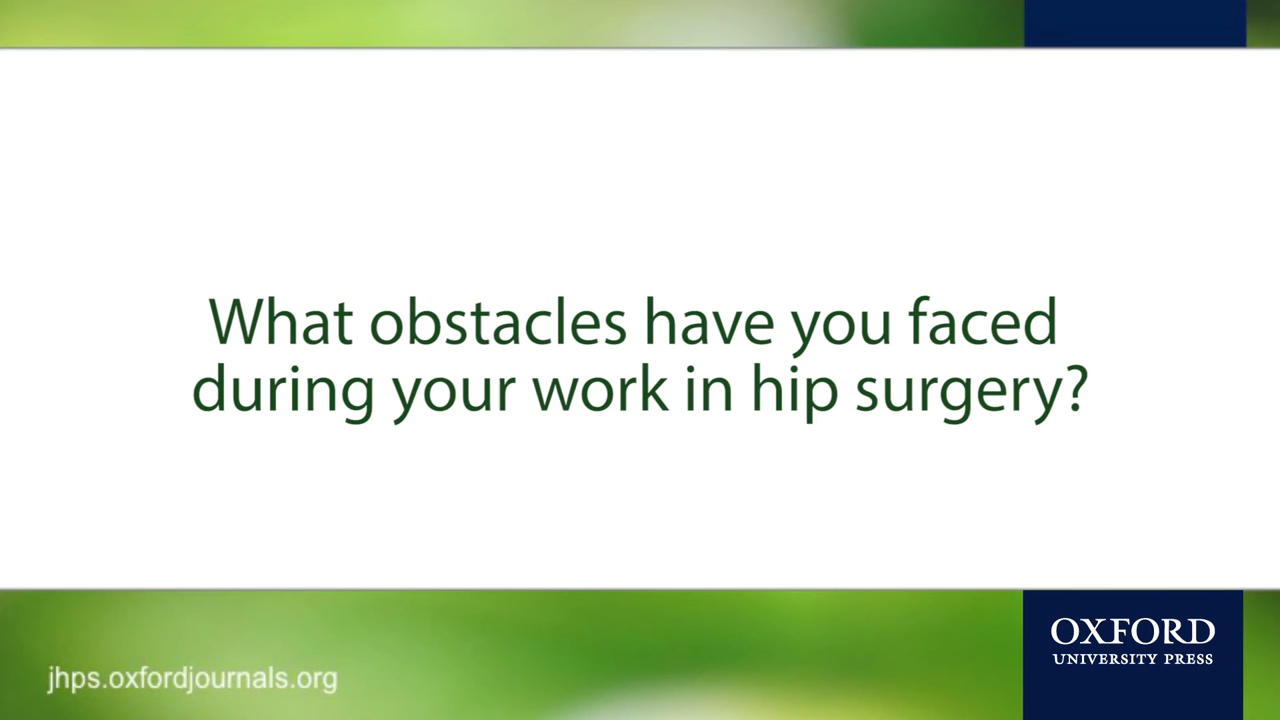 What obstacles have you faced
during your work in hip surgery?
jhps.oxfordjournals.org
OXFORD
UNIVERSITY PRESS